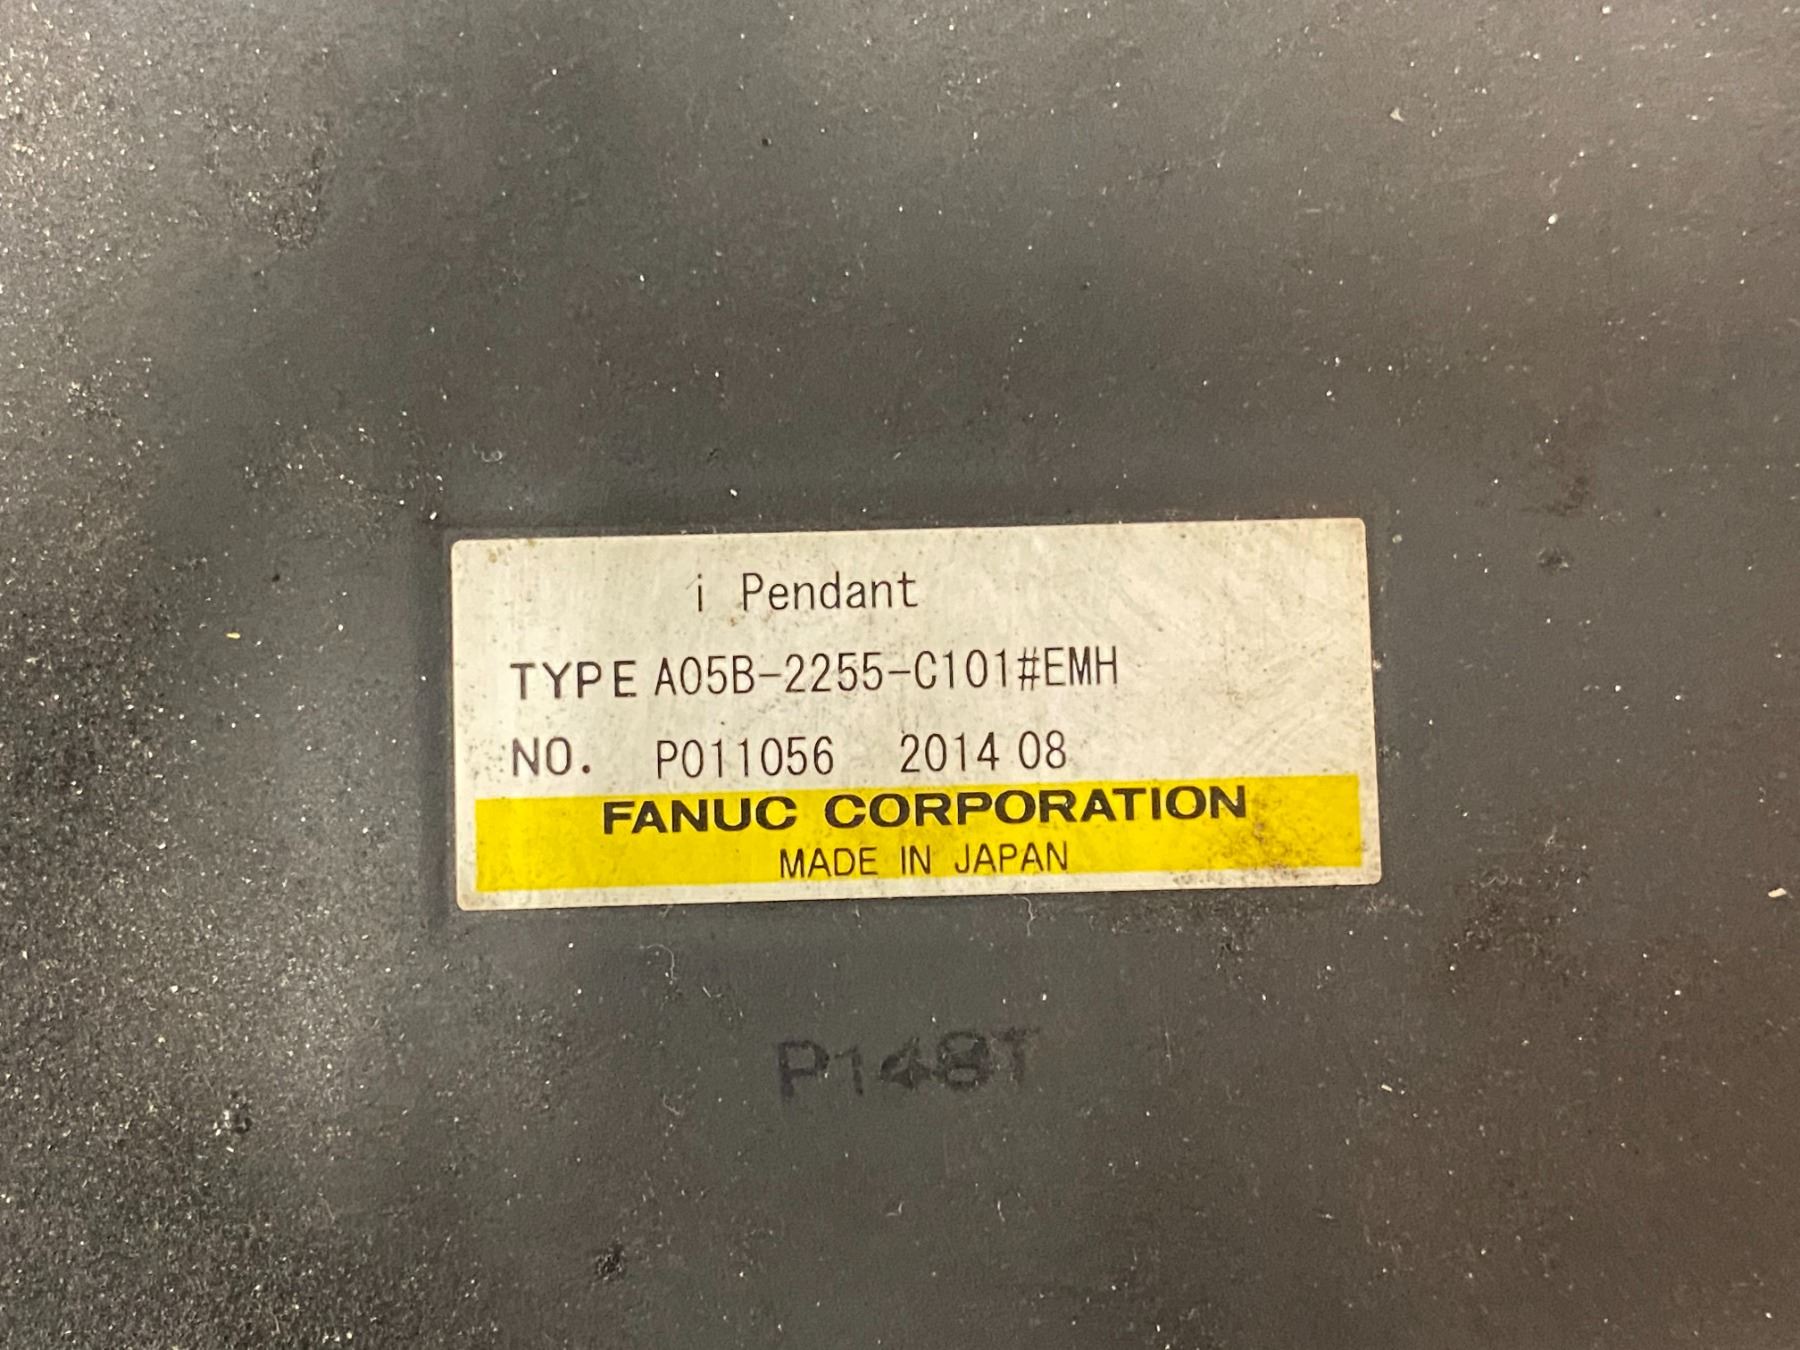 i Pendant
TYPE A05B-2255-C101#EMH
NO. P011056 2014 08
FANUC CORPORATION
MADE IN JAPAN
P148T